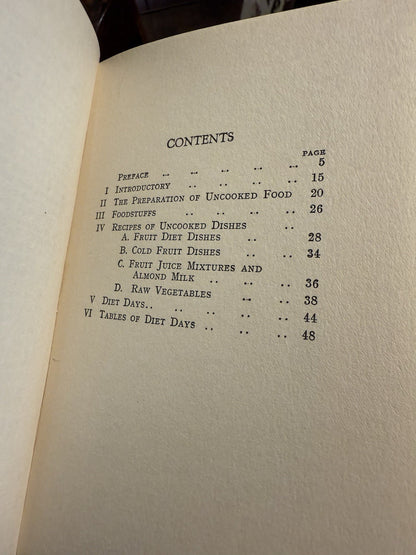 CONTENTS
PAGE
PREFACE .. .. .. .. .. 5
I INTRODUCTORY .. .. .. .. 15
II THE PREPARATION OF UNCOOKED FOOD 20
III FOODSTUFFS .. .. .. .. 26
IV RECIPES OF UNCOOKED DISHES .. ..
A. FRUIT DIET DISHES .. .. 28
B. COLD FRUIT DISHES .. .. 34
C. FRUIT JUICE MIXTURES AND
ALMOND MILK .. .. .. 36
D. RAW VEGETABLES .. .. 38
V DIET DAYS.. .. .. .. .. 44
VI TABLES OF DIET DAYS .. .. .. 48